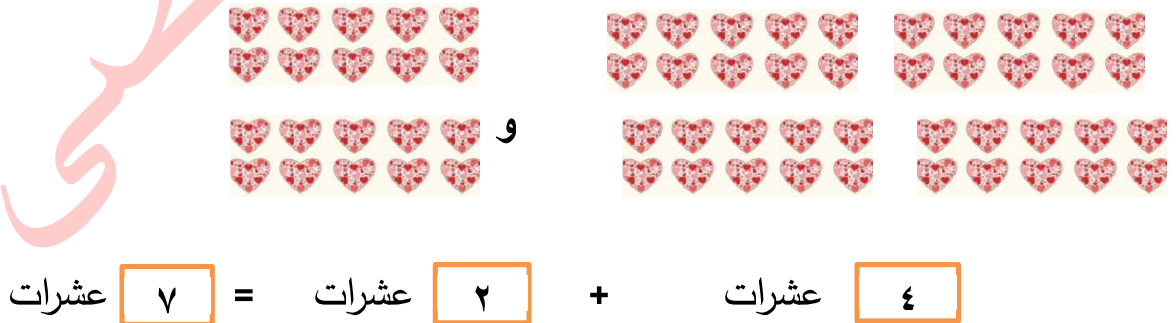 و
٤ عشرات + ٢ عشرات = ٧ عشرات